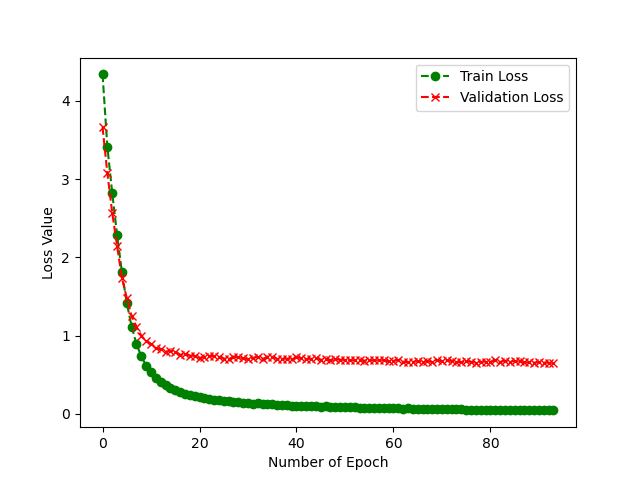 Train Loss
Validation Loss
4
3
2
1
0
Loss Value
0 20 40 60 80
Number of Epoch